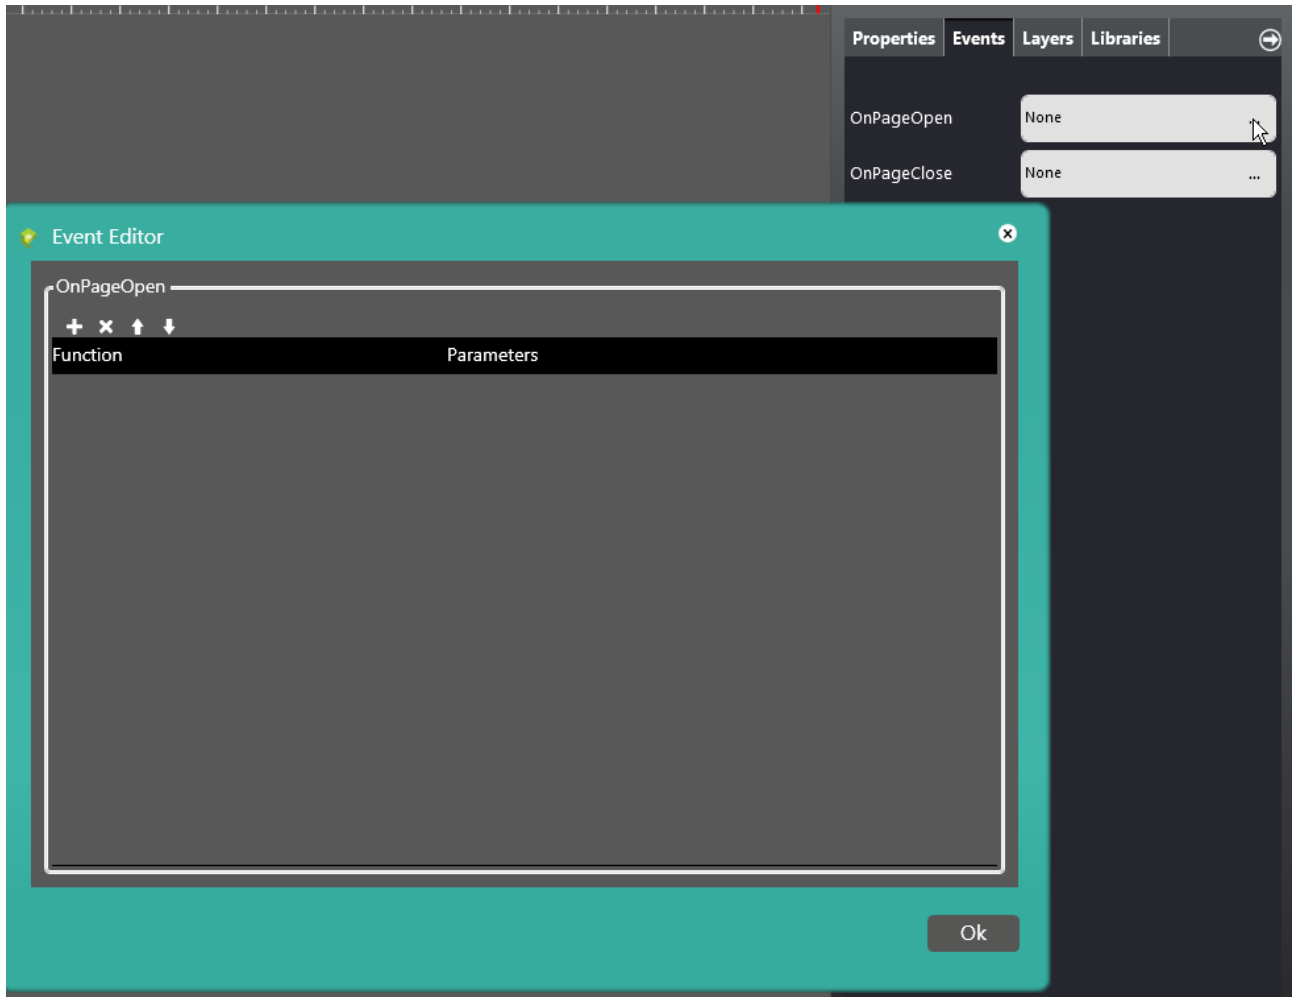 Properties Events Layers Libraries
OnPageOpen None ...
OnPageClose None ...
Event Editor
OnPageOpen
Function Parameters
Ok